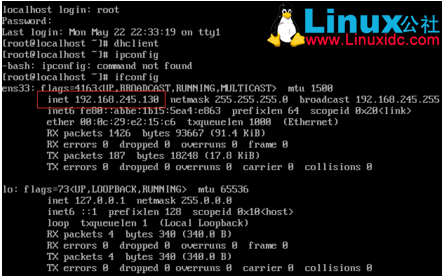 localhost login: root
Password:
Last login: Mon May 22 22:33:19 on tty1
[root@localhost ~]# dhclient
[root@localhost ~]# ipconfig
-bash: ipconfig: command not found
[root@localhost ~]# ifconfig
ens33: flags=4163<UP,BROADCAST,RUNNING,MULTICAST>  mtu 1500
inet 192.168.245.130  netmask 255.255.255.0  broadcast 192.168.245.255
inet6 fe80::abbe:1b15:5ea4:e863  prefixlen 64  scopeid 0x20<link>
ether 00:0c:29:e2:15:c6  txqueuelen 1000  (Ethernet)
RX packets 1426  bytes 93667 (91.4 KiB)
RX errors 0  dropped 0  overruns 0  frame 0
TX packets 187  bytes 18248 (17.8 KiB)
TX errors 0  dropped 0 overruns 0  carrier 0  collisions 0
lo: flags=73<UP,LOOPBACK,RUNNING>  mtu 65536
inet 127.0.0.1  netmask 255.0.0.0
inet6 ::1  prefixlen 128  scopeid 0x10<host>
loop  txqueuelen 1  (Local Loopback)
RX packets 4  bytes 340 (340.0 B)
RX errors 0  dropped 0  overruns 0  frame 0
TX packets 4  bytes 340 (340.0 B)
TX errors 0  dropped 0 overruns 0  carrier 0  collisions 0
Linux公社
www.Linuxidc.com